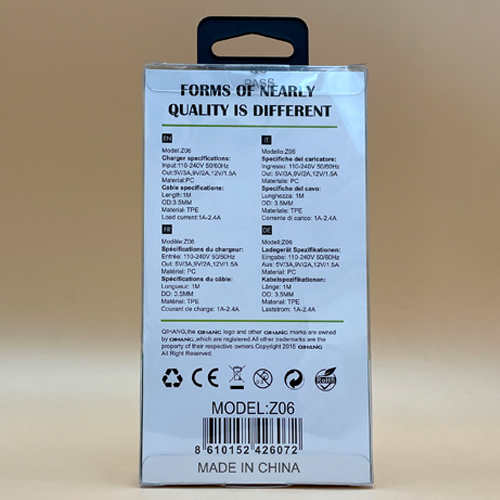 QC
PASS
FORMS OF NEARLY
QUALITY IS DIFFERENT
EN
Model:Z06
Charger specifications:
Input:110-240V 50/60Hz
Out:5V/3A,9V/2A,12V/1.5A
Material:PC
Cable specifications:
Length:1M
OD:3.5MM
Material: TPE
Load current:1A-2.4A
IT
Modello:Z06
Specifiche del caricatore:
Ingresso: 110-240V 50/60Hz
Out: 5V/3A,9V/2A,12V/1.5A
Materiale: PC
Specifiche del cavo:
Lunghezza: 1M
OD: 3.5MM
Materiale: TPE
Corrente di carico: 1A-2.4A
FR
Modèle:Z06
Spécifications du chargeur:
Entrée: 110-240V 50/60Hz
Out: 5V/3A,9V/2A,12V/1.5A
Matériel: PC
Spécifications du câble:
Longueur: 1M
DO: 3.5MM
Matériel: TPE
Courant de charge: 1A-2.4A
DE
Modell:Z06
Ladegerät Spezifikationen:
Eingabe: 110-240V 50/60Hz
Aus: 5V/3A,9V/2A,12V/1.5A
Material: PC
Kabelspezifikationen:
Länge: 1M
OD: 3.5MM
Material: TPE
Laststrom: 1A-2.4A
QIHANG,the QIHANG logo and other QIHANG marks are owned
by QIHANG ,which are registered.All other trademarks are the
property of their respective owners.Copyright 2015 QIHANG
All Right Reserved.
CE
RoHS
MODEL:Z06
8 610152 426072
MADE IN CHINA